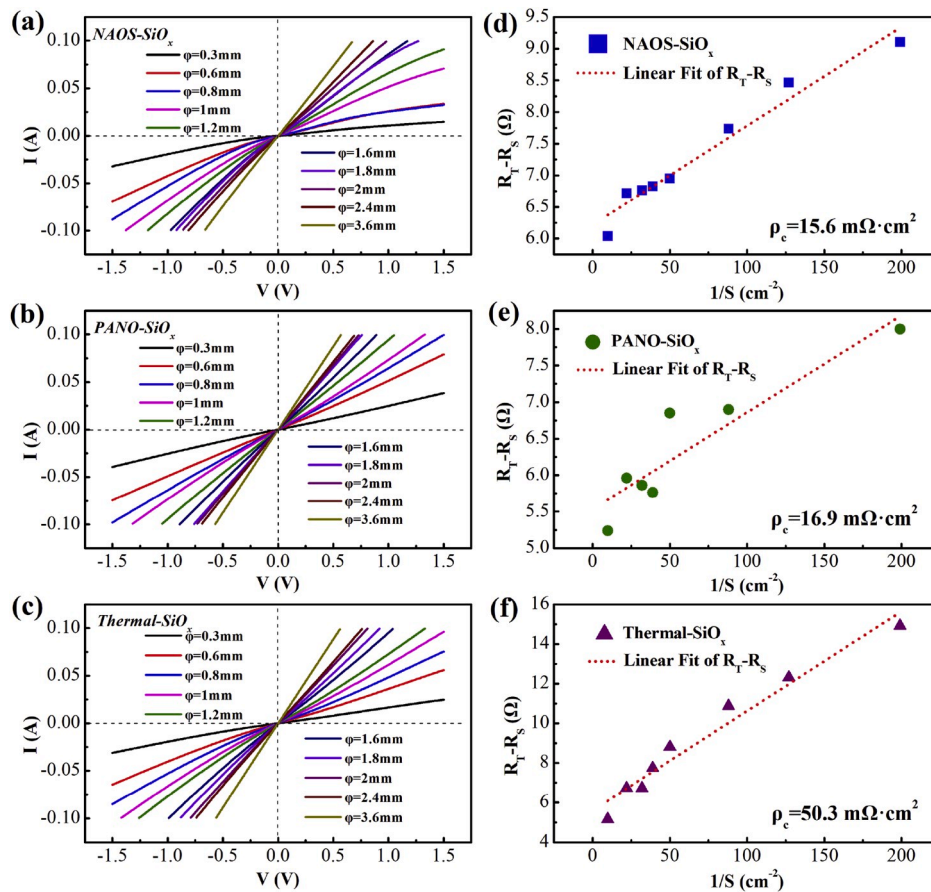 (a)
NAOS-SiOx
φ=0.3mm
φ=0.6mm
φ=0.8mm
φ=1mm
φ=1.2mm
φ=1.6mm
φ=1.8mm
φ=2mm
φ=2.4mm
φ=3.6mm
I (A)
0.10
0.05
0.00
-0.05
-0.10
-1.5 -1.0 -0.5 0.0 0.5 1.0 1.5
V (V)
(d)
NAOS-SiOx
Linear Fit of RT-RS
RT-RS (Ω)
9.0
8.5
8.0
7.5
7.0
6.5
6.0
ρc=15.6 mΩ·cm2
0 50 100 150 200
1/S (cm-2)
(b)
PANO-SiOx
φ=0.3mm
φ=0.6mm
φ=0.8mm
φ=1mm
φ=1.2mm
φ=1.6mm
φ=1.8mm
φ=2mm
φ=2.4mm
φ=3.6mm
I (A)
0.10
0.05
0.00
-0.05
-0.10
-1.5 -1.0 -0.5 0.0 0.5 1.0 1.5
V (V)
(e)
PANO-SiOx
Linear Fit of RT-RS
RT-RS (Ω)
8.0
7.5
7.0
6.5
6.0
5.5
5.0
ρc=16.9 mΩ·cm2
0 50 100 150 200
1/S (cm-2)
(c)
Thermal-SiOx
φ=0.3mm
φ=0.6mm
φ=0.8mm
φ=1mm
φ=1.2mm
φ=1.6mm
φ=1.8mm
φ=2mm
φ=2.4mm
φ=3.6mm
I (A)
0.10
0.05
0.00
-0.05
-0.10
-1.5 -1.0 -0.5 0.0 0.5 1.0 1.5
V (V)
(f)
Thermal-SiOx
Linear Fit of RT-RS
RT-RS (Ω)
16
14
12
10
8
6
4
ρc=50.3 mΩ·cm2
0 50 100 150 200
1/S (cm-2)